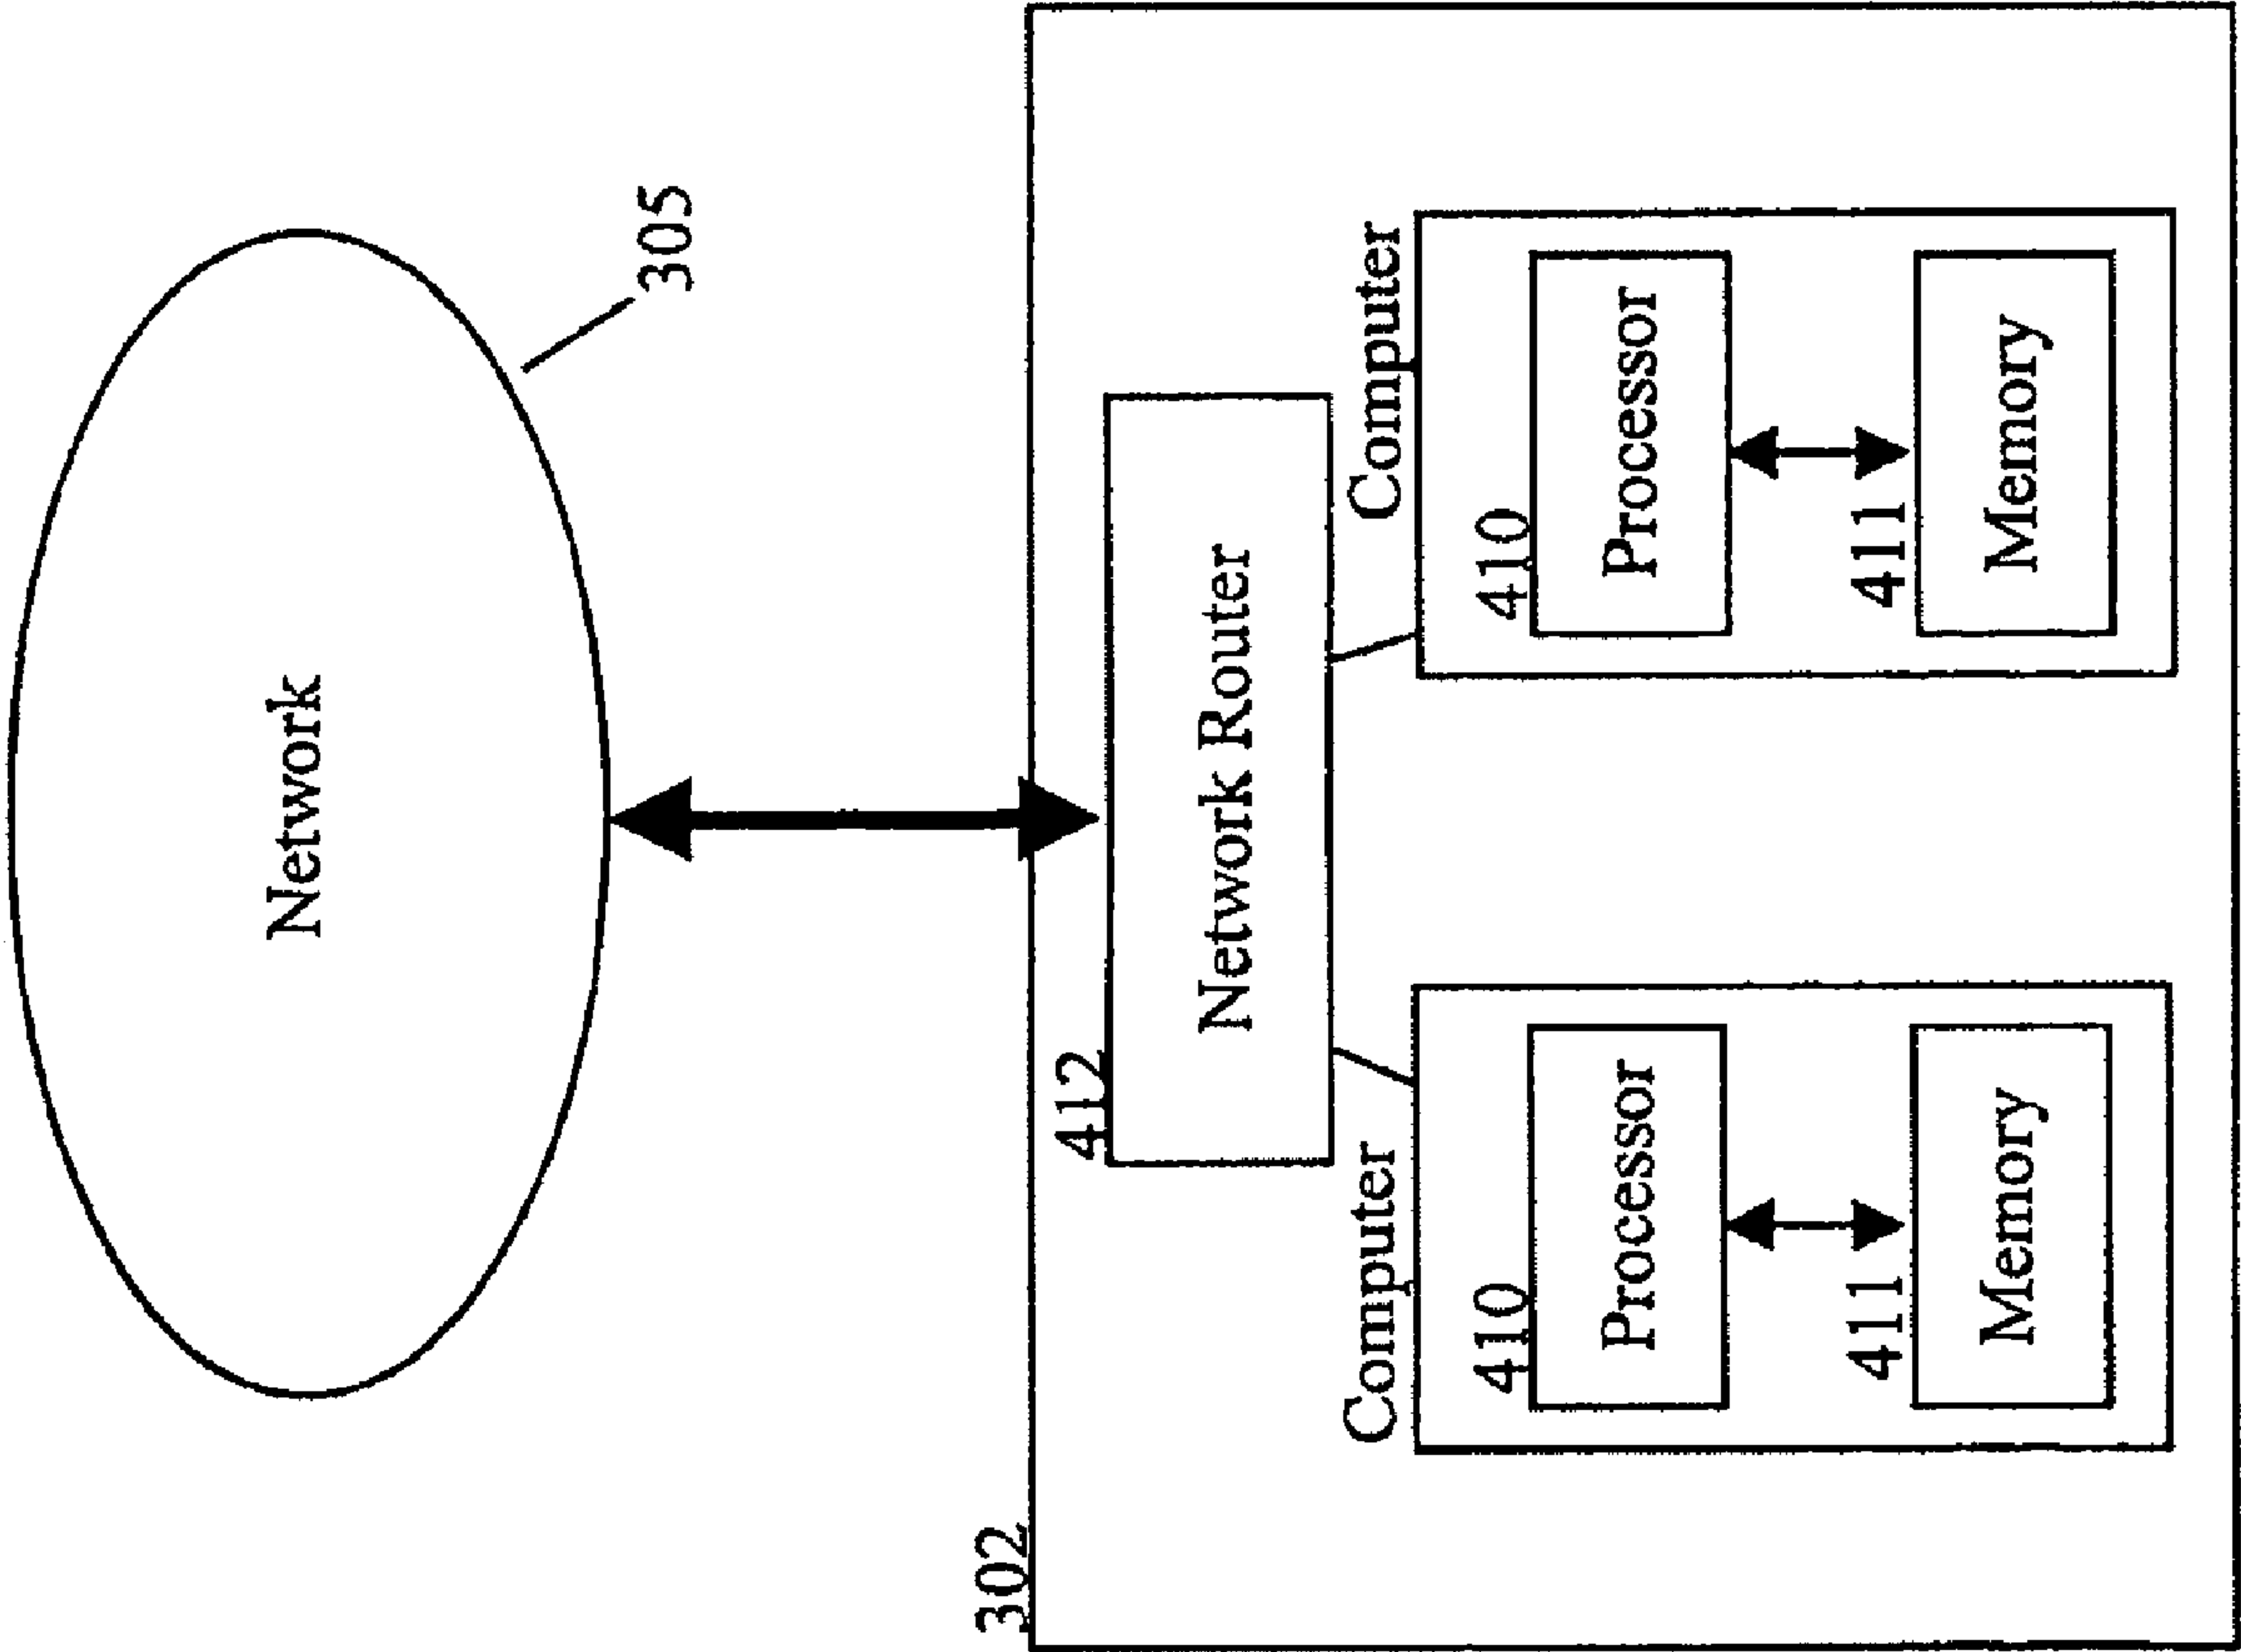 Network
305
302
412
Network Router
Computer
Computer
410
Processor
410
Processor
411
Memory
411
Memory